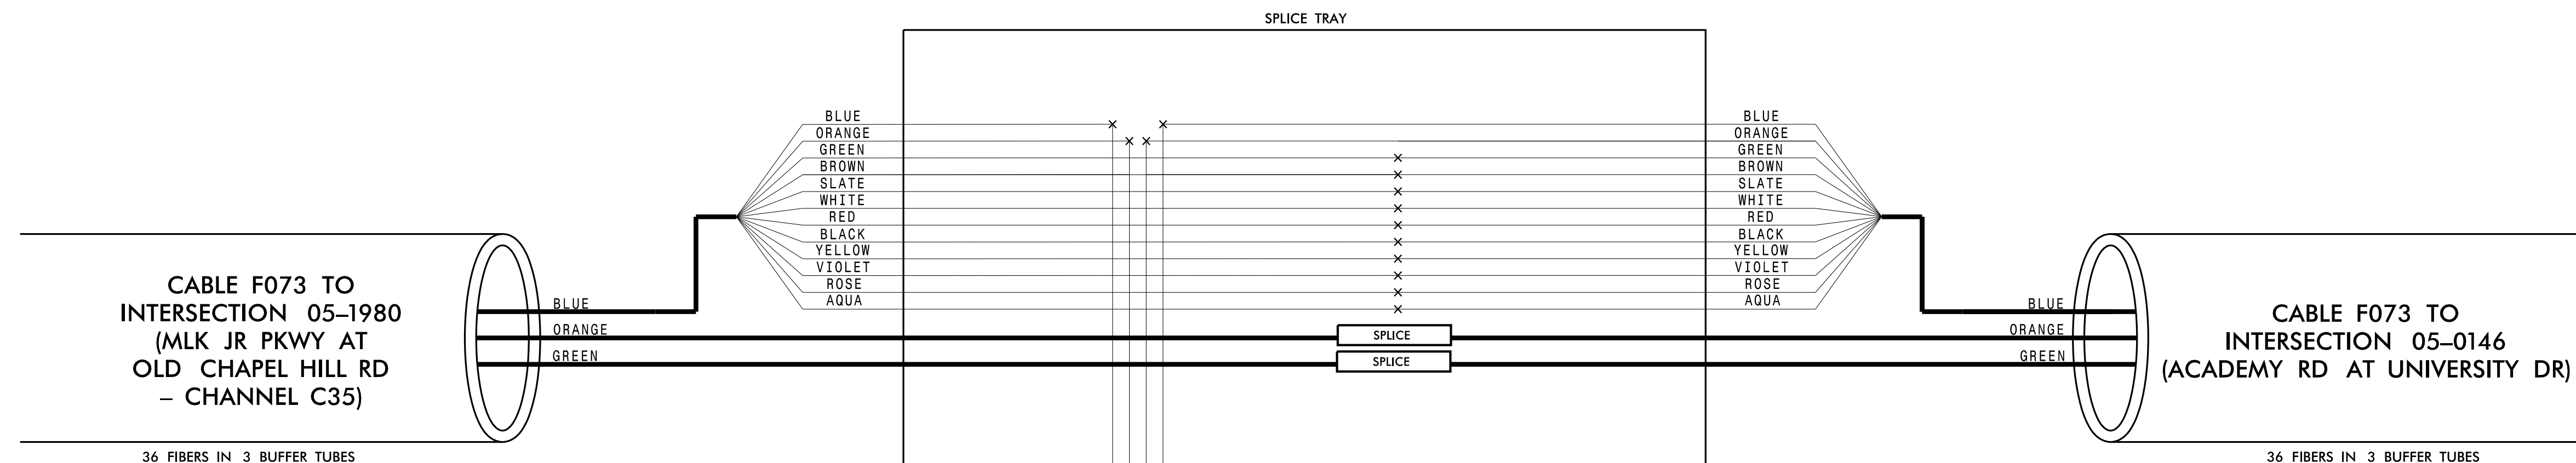 SPLICE TRAY
BLUE
ORANGE
GREEN
BROWN
SLATE
WHITE
RED
BLACK
YELLOW
VIOLET
ROSE
AQUA
BLUE
ORANGE
GREEN
BROWN
SLATE
WHITE
RED
BLACK
YELLOW
VIOLET
ROSE
AQUA
CABLE F073 TO
INTERSECTION 05–1980
(MLK JR PKWY AT
OLD CHAPEL HILL RD
– CHANNEL C35)
36 FIBERS IN 3 BUFFER TUBES
BLUE
ORANGE
GREEN
SPLICE
SPLICE
BLUE
ORANGE
GREEN
CABLE F073 TO
INTERSECTION 05–0146
(ACADEMY RD AT UNIVERSITY DR)
36 FIBERS IN 3 BUFFER TUBES